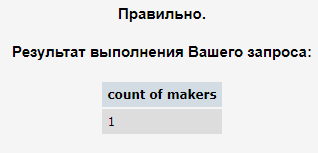 Правильно.
Результат выполнения Вашего запроса:
count of makers
1